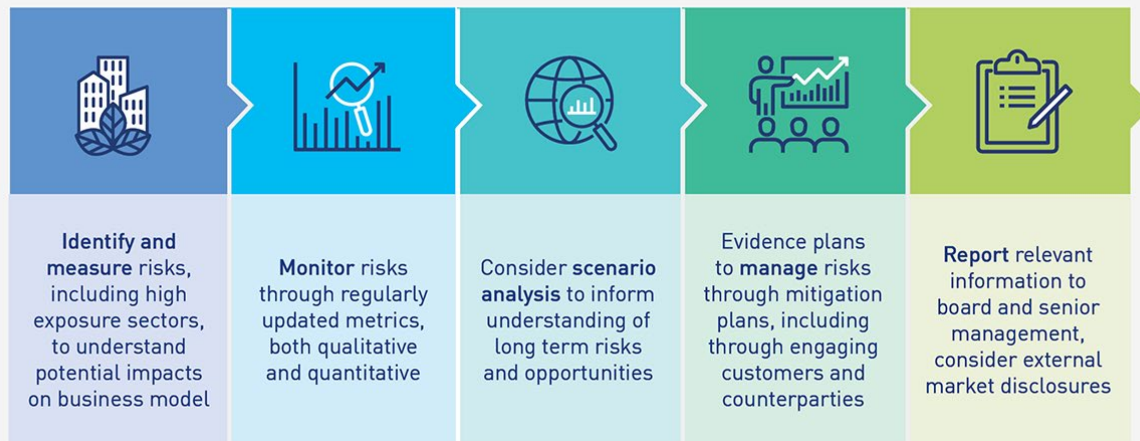 Identify and
measure risks,
including high
exposure sectors,
to understand
potential impacts
on business model
Monitor risks
through regularly
updated metrics,
both qualitative
and quantitative
Consider scenario
analysis to inform
understanding of
long term risks
and opportunities
Evidence plans
to manage risks
through mitigation
plans, including
through engaging
customers and
counterparties
Report relevant
information to
board and senior
management,
consider external
market disclosures